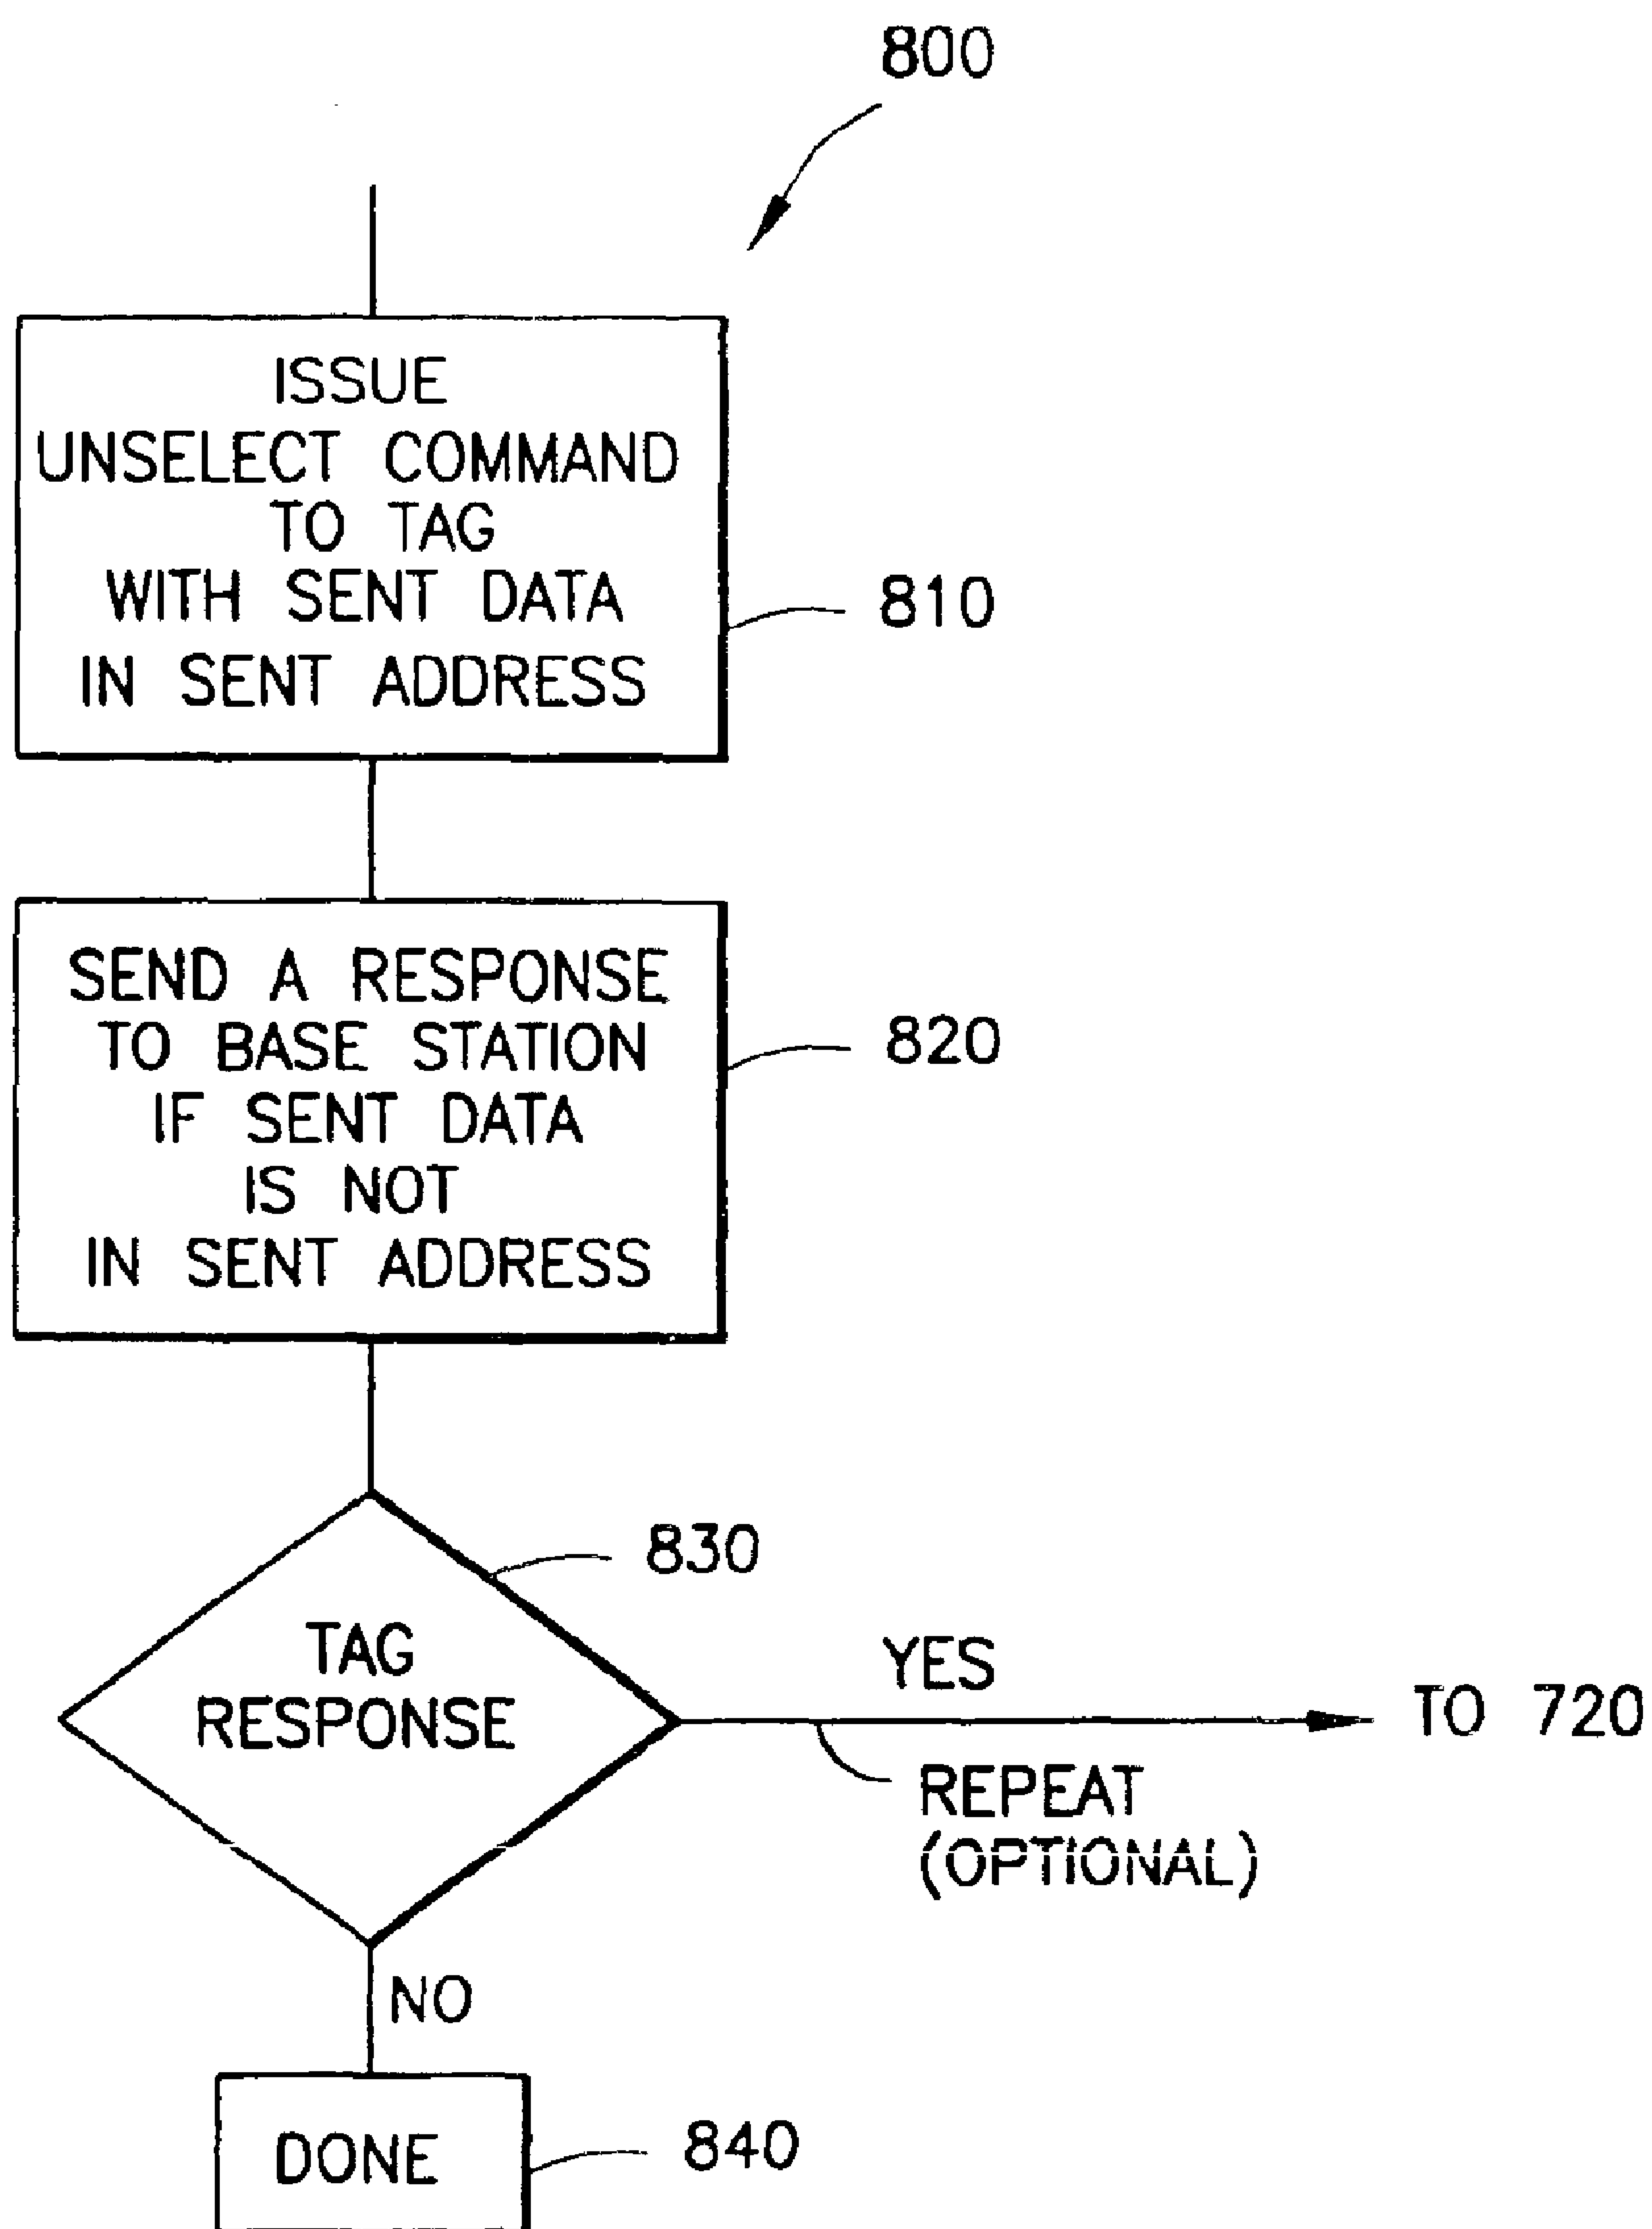 800
ISSUE
UNSELECT COMMAND
TO TAG
WITH SENT DATA
IN SENT ADDRESS
810
SEND A RESPONSE
TO BASE STATION
IF SENT DATA
IS NOT
IN SENT ADDRESS
820
830
TAG
RESPONSE
YES
TO 720
REPEAT
(OPTIONAL)
NO
DONE
840